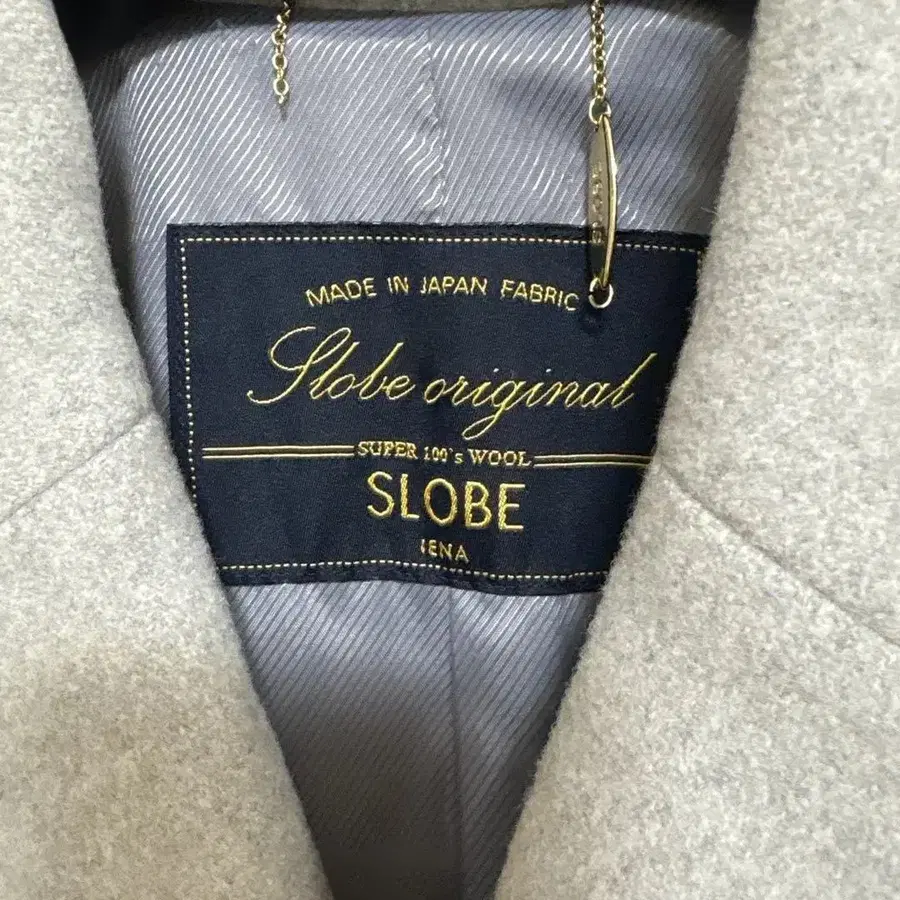 MADE IN JAPAN FABRIC
Slobe original
SUPER 100's WOOL
SLOBE
IENA